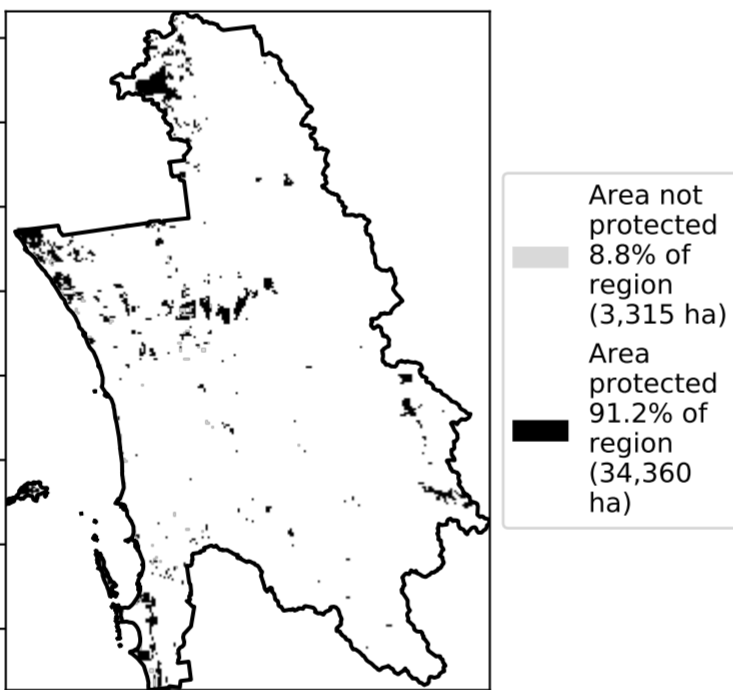 Area not
protected
8.8% of
region
(3,315 ha)
Area
protected
91.2% of
region
(34,360
ha)